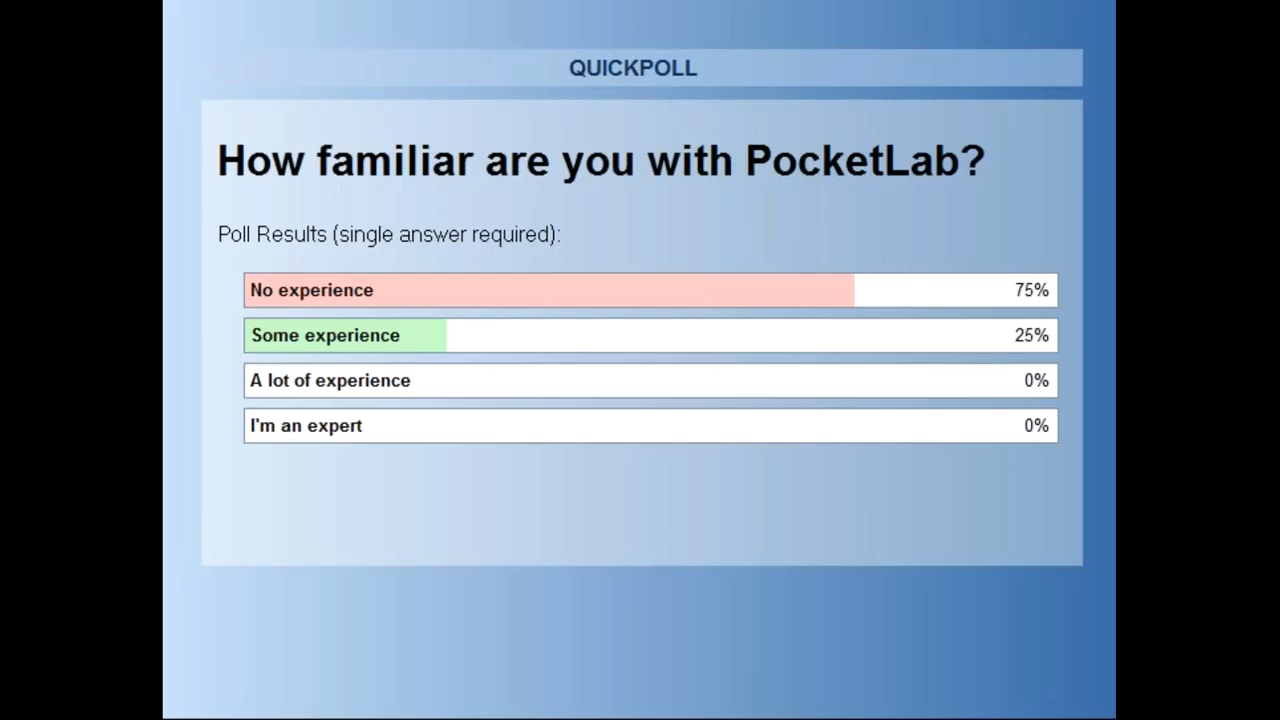 QUICKPOLL
How familiar are you with PocketLab?
Poll Results (single answer required):
No experience 75%
Some experience 25%
A lot of experience 0%
I'm an expert 0%